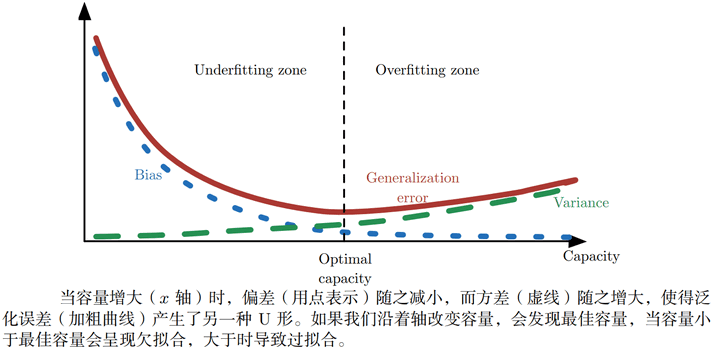 Underfitting zone
Overfitting zone
Bias
Generalization
error
Variance
Optimal
capacity
Capacity
当容量增大（x 轴）时，偏差（用点表示）随之减小，而方差（虚线）随之增大，使得泛
化误差（加粗曲线）产生了另一种 U 形。如果我们沿着轴改变容量，会发现最佳容量，当容量小
于最佳容量会呈现欠拟合，大于时导致过拟合。